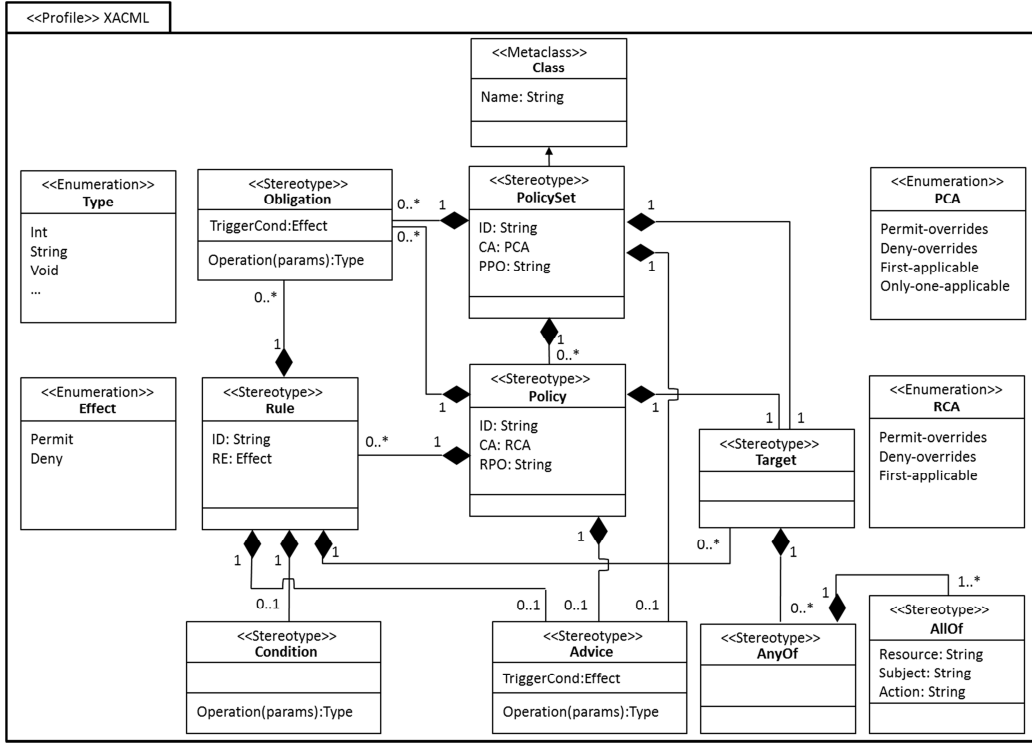 <<Profile>> XACML
<<Metaclass>>
Class
Name: String
<<Enumeration>>
Type
Int
String
Void
...
<<Stereotype>>
Obligation
TriggerCond:Effect
Operation(params):Type
0..*
0..*
1
<<Stereotype>>
PolicySet
ID: String
CA: PCA
PPO: String
1
1
<<Enumeration>>
PCA
Permit-overrides
Deny-overrides
First-applicable
Only-one-applicable
0..*
1
1
0..*
<<Enumeration>>
Effect
Permit
Deny
<<Stereotype>>
Rule
ID: String
RE: Effect
0..*
1
1
<<Stereotype>>
Policy
ID: String
CA: RCA
RPO: String
1
1
1
<<Stereotype>>
Target
<<Enumeration>>
RCA
Permit-overrides
Deny-overrides
First-applicable
1
1
1
1
0..*
1
0..1
0..1
0..1
0..1
0..*
1
1..*
<<Stereotype>>
Condition
Operation(params):Type
<<Stereotype>>
Advice
TriggerCond:Effect
Operation(params):Type
<<Stereotype>>
AnyOf
<<Stereotype>>
AllOf
Resource: String
Subject: String
Action: String